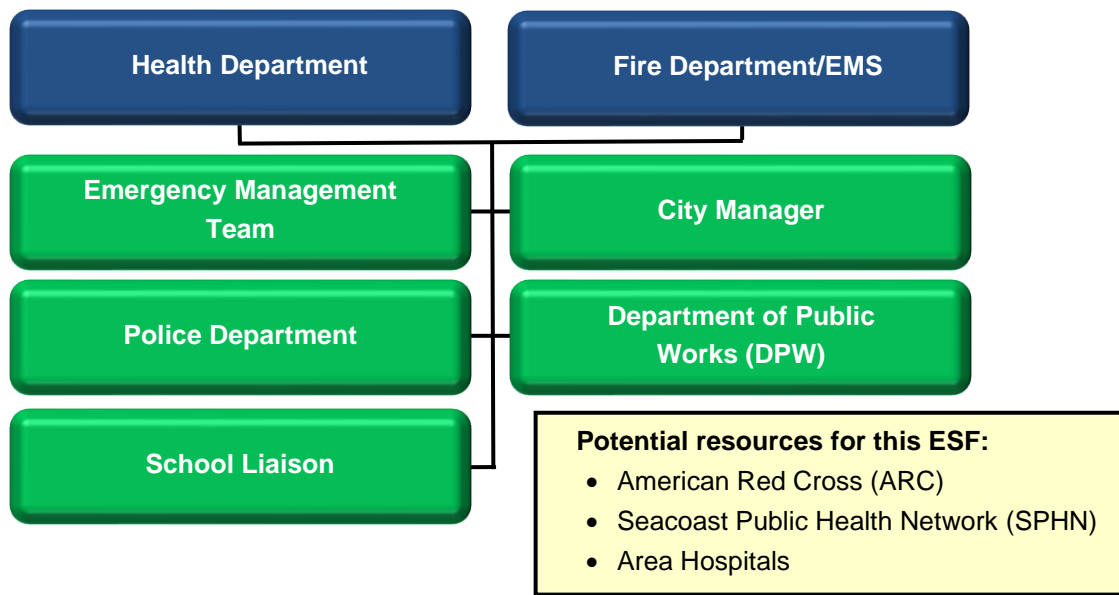 Health Department
Fire Department/EMS
Emergency Management
Team
City Manager
Police Department
Department of Public
Works (DPW)
School Liaison
Potential resources for this ESF:
• American Red Cross (ARC)
• Seacoast Public Health Network (SPHN)
• Area Hospitals